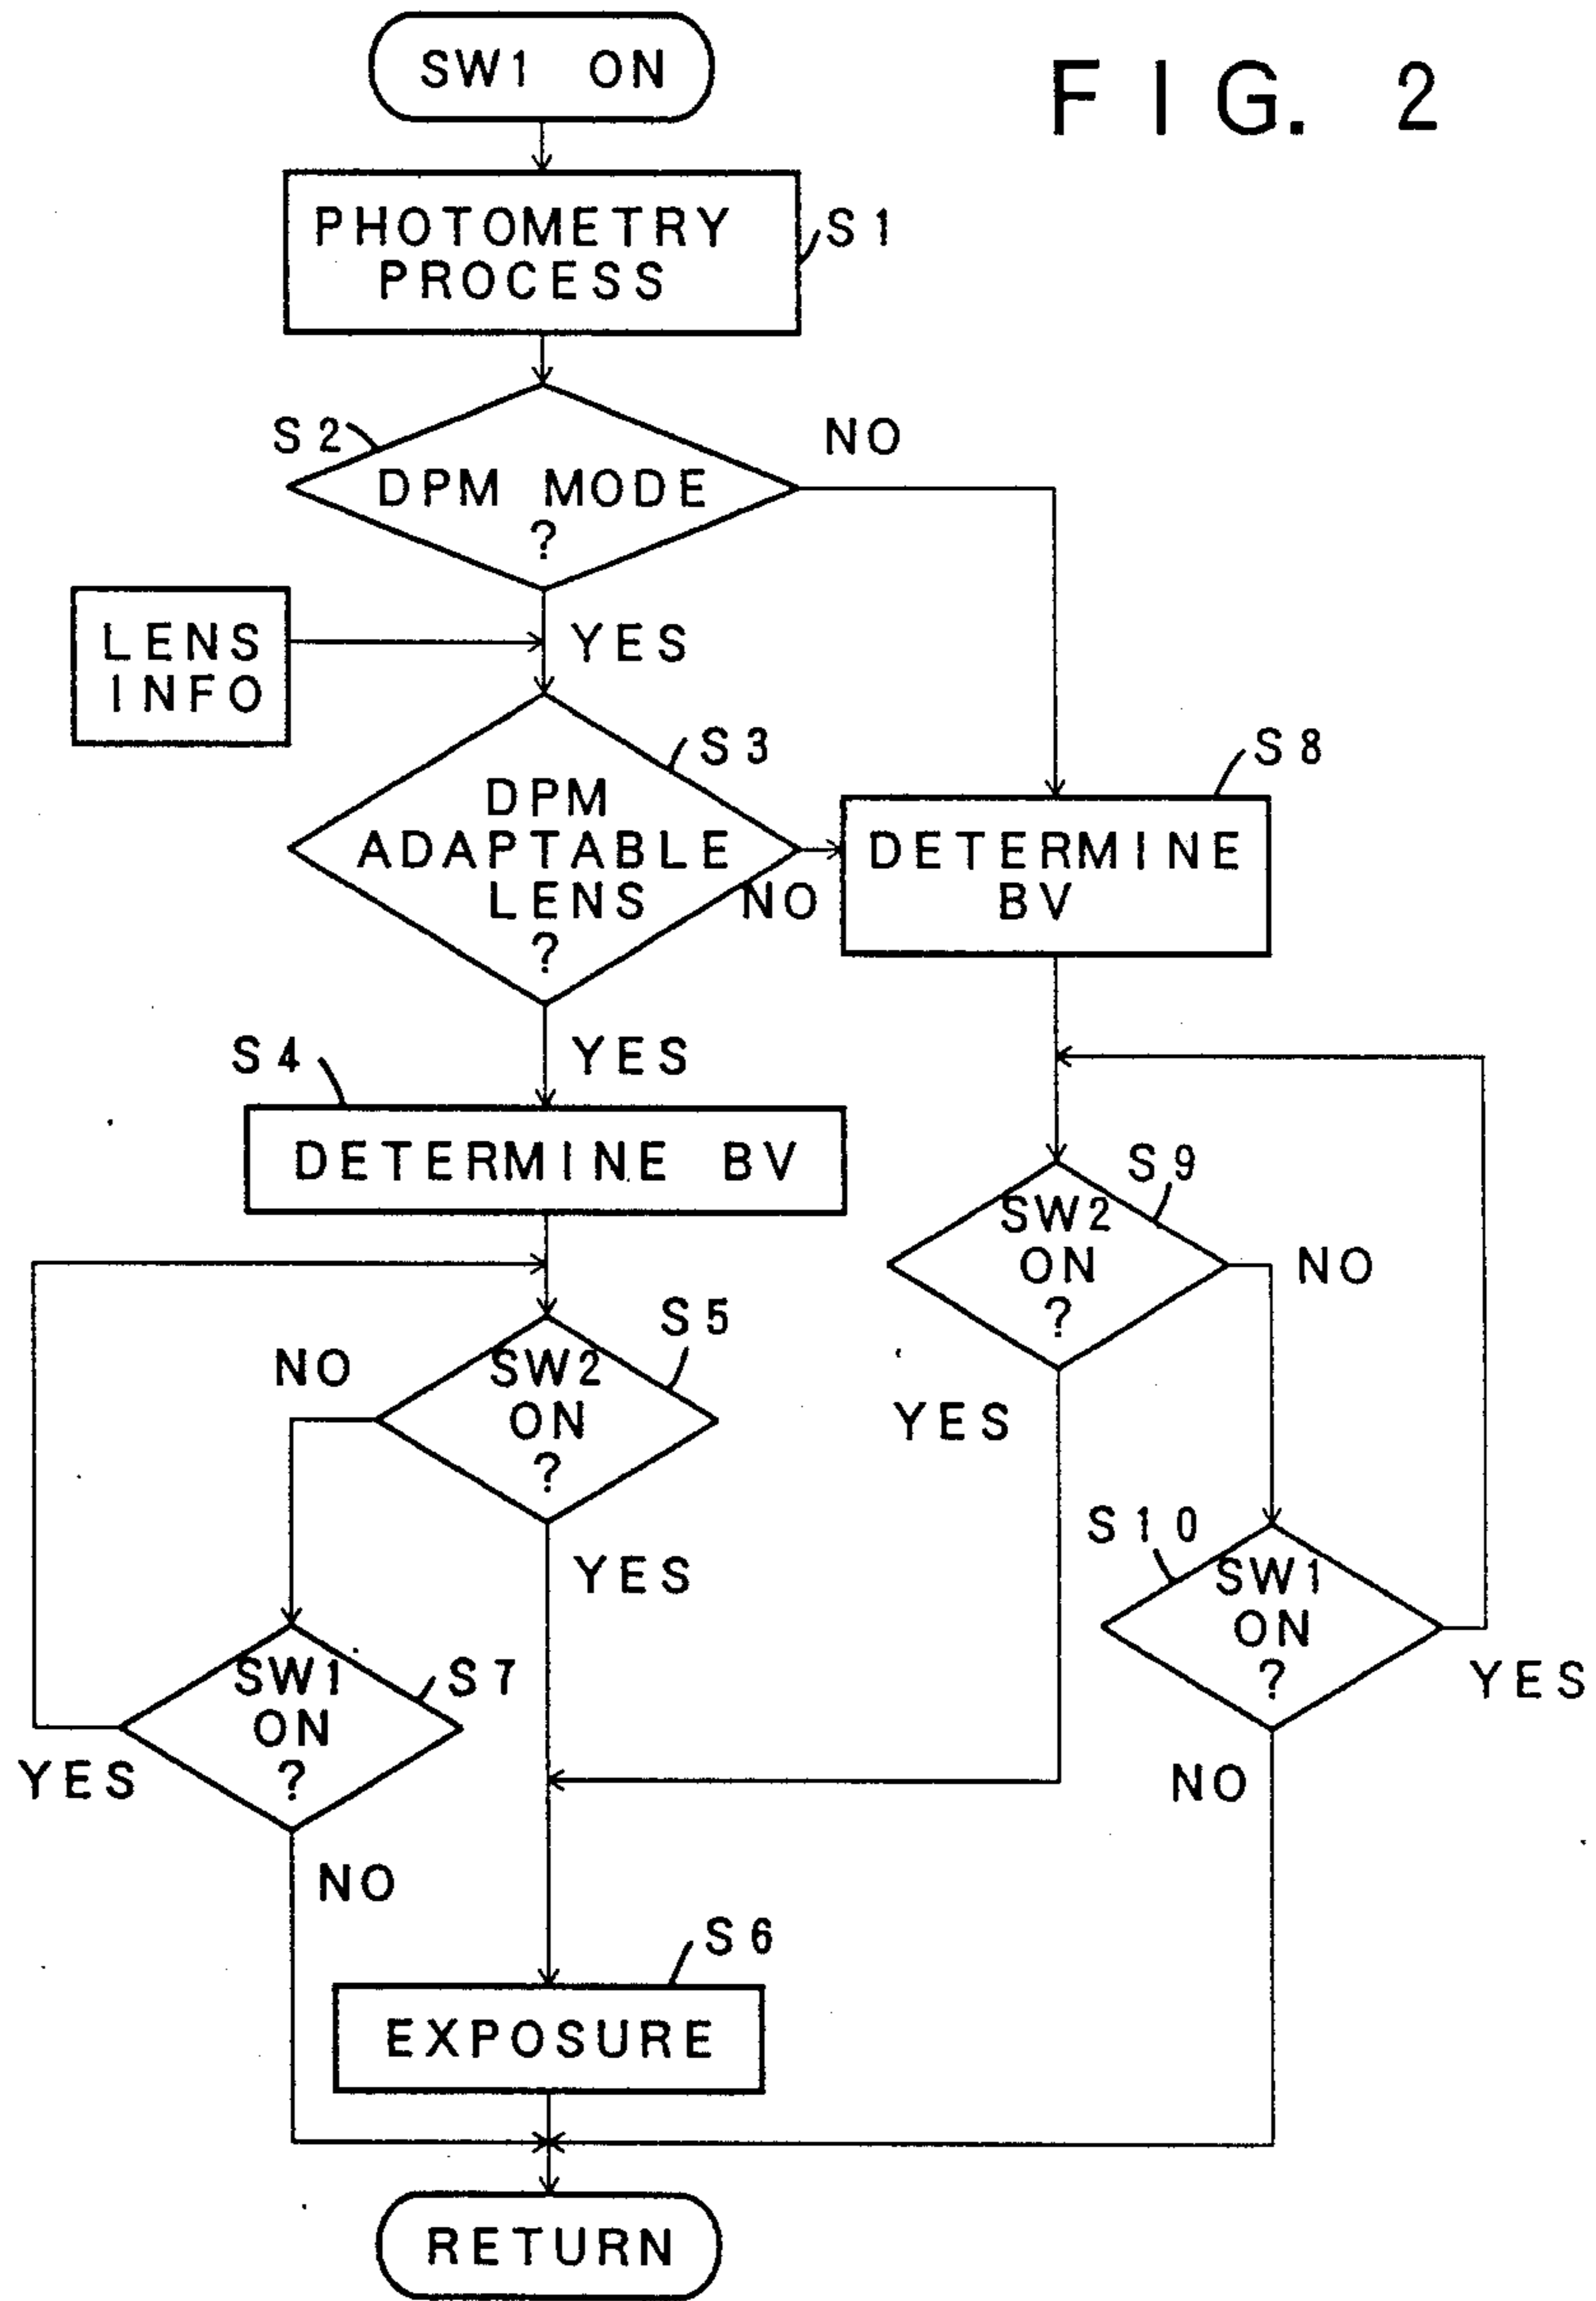 SW1 ON
FIG. 2
PHOTOMETRY
PROCESS
S1
S2
DPM MODE
?
NO
LENS
INFO
YES
S3
DPM
ADAPTABLE
LENS
?
NO
S8
DETERMINE
BV
S4
YES
DETERMINE BV
S9
SW2
ON
?
NO
YES
S5
SW2
ON
?
NO
YES
S10
SW1
ON
?
YES
NO
S7
SW1
ON
?
YES
NO
S6
EXPOSURE
RETURN